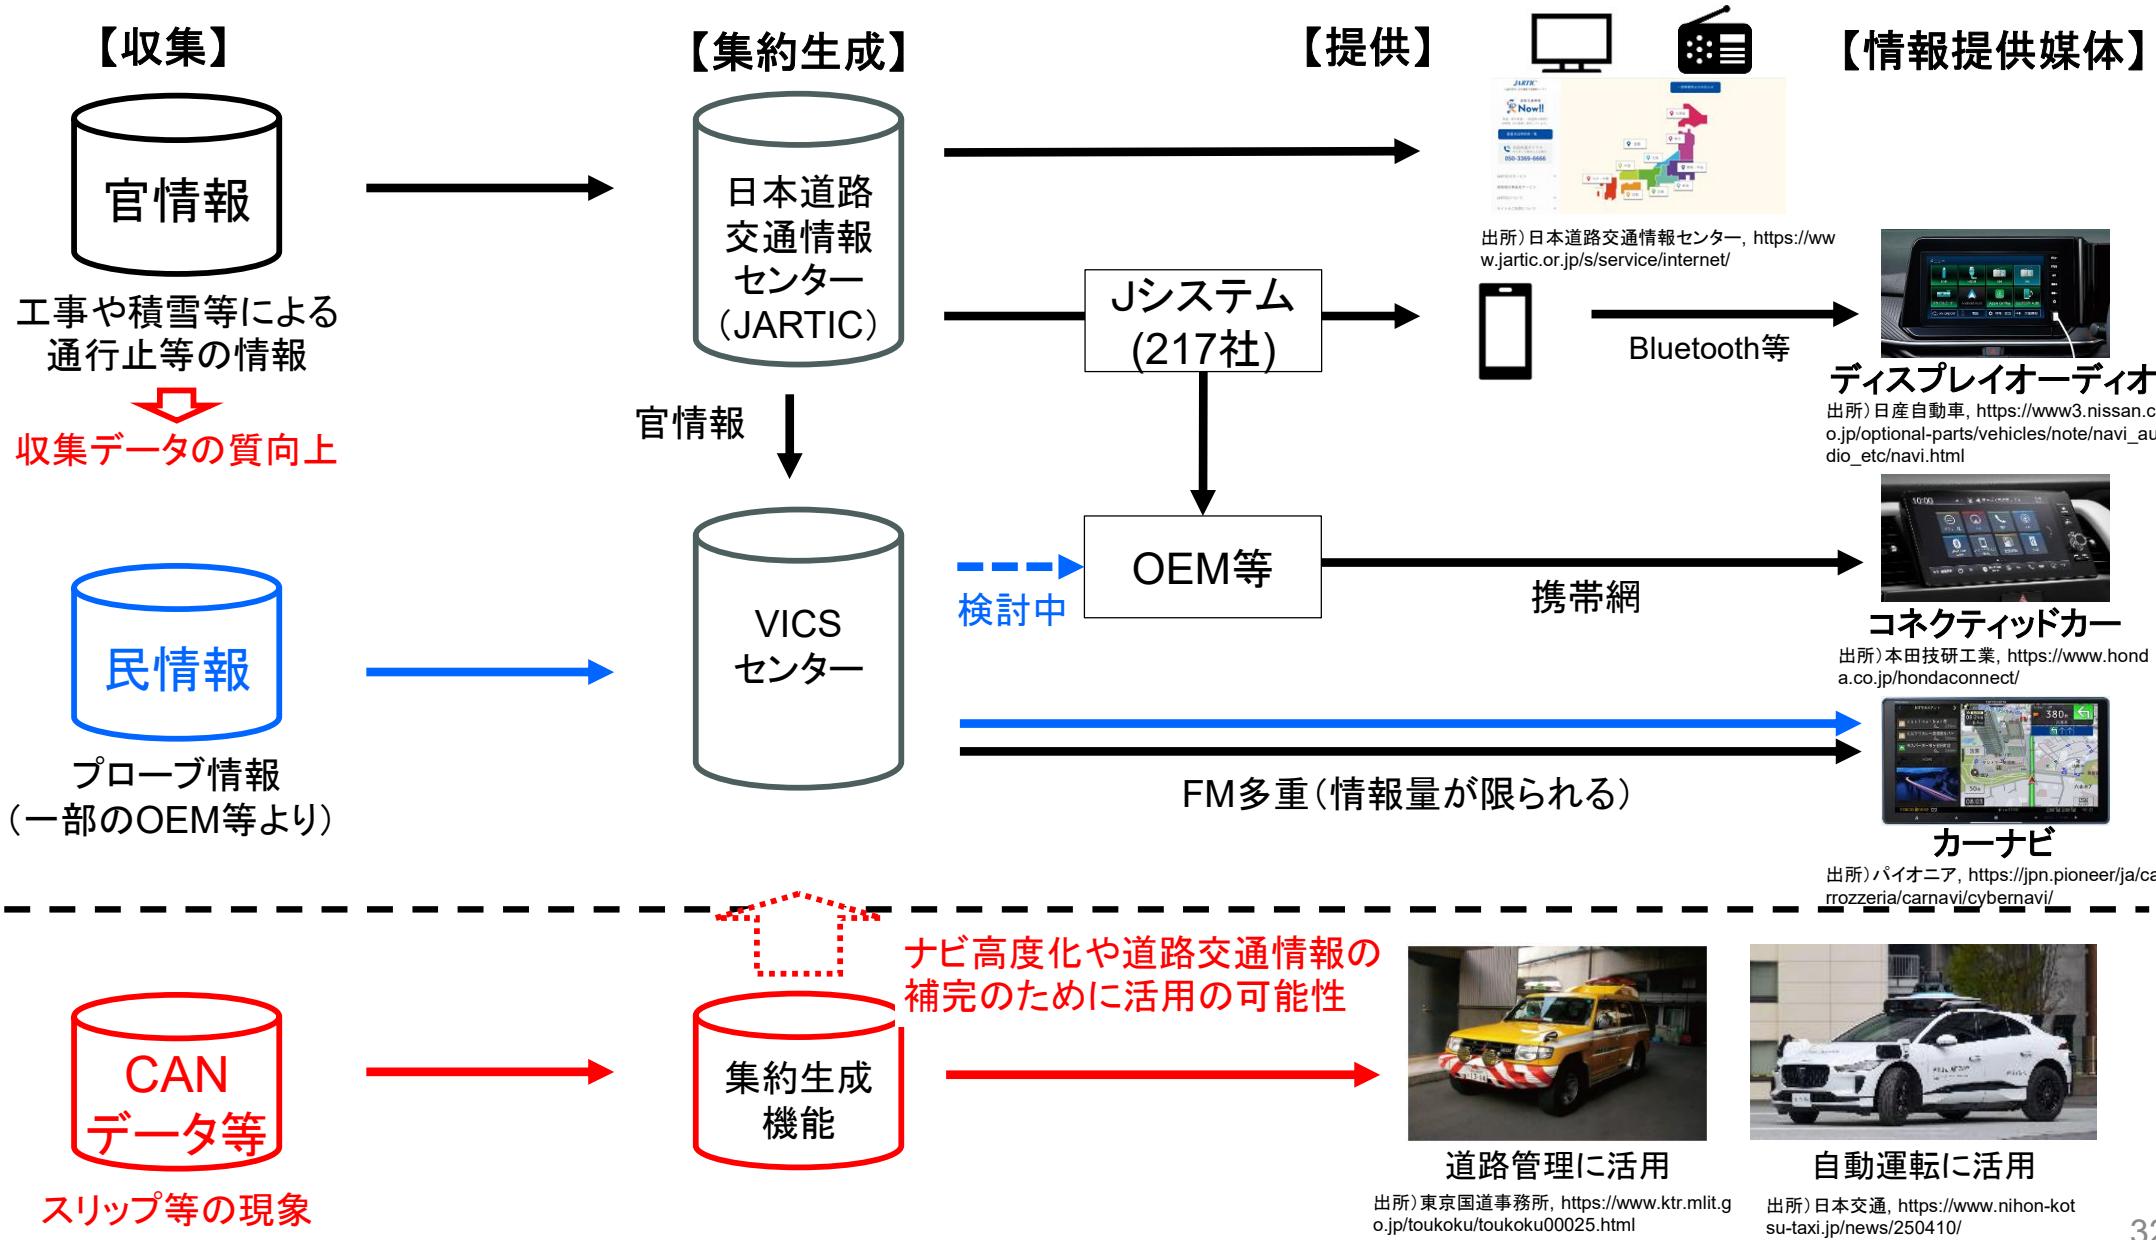 【収集】
【集約生成】
【提供】
【情報提供媒体】
官情報
工事や積雪等による
通行止等の情報
収集データの質向上
日本道路
交通情報
センター
（JARTIC）
JARTIC
Now!!
050-3369-6666
出所）日本道路交通情報センター, https://ww
w.jartic.or.jp/s/service/internet/
Jシステム
(217社)
Bluetooth等
ディスプレイオーディオ
出所）日産自動車, https://www3.nissan.c
o.jp/optional-parts/vehicles/note/navi_au
dio_etc/navi.html
官情報
民情報
プローブ情報
（一部のOEM等より）
VICS
センター
検討中
OEM等
携帯網
10:00
コネクティッドカー
出所）本田技研工業, https://www.hond
a.co.jp/hondaconnect/
FM多重（情報量が限られる）
380
カーナビ
出所）パイオニア, https://jpn.pioneer/ja/ca
rrozzeria/carnavi/cybernavi/
ナビ高度化や道路交通情報の
補完のために活用の可能性
CAN
データ等
スリップ等の現象
集約生成
機能
道路管理に活用
出所）東京国道事務所, https://www.ktr.mlit.g
o.jp/toukoku/toukoku00025.html
自動運転に活用
出所）日本交通, https://www.nihon-kot
su-taxi.jp/news/250410/